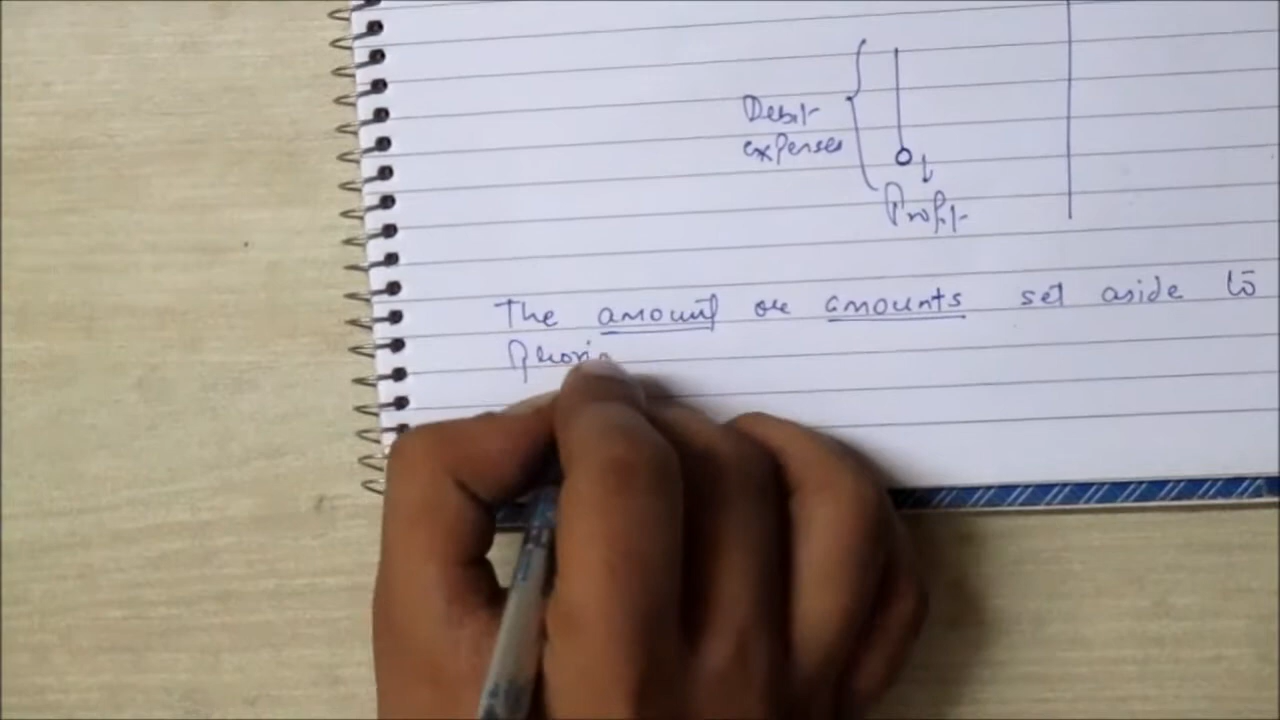 Debit
expenses
Profit
The amount or amounts set aside to